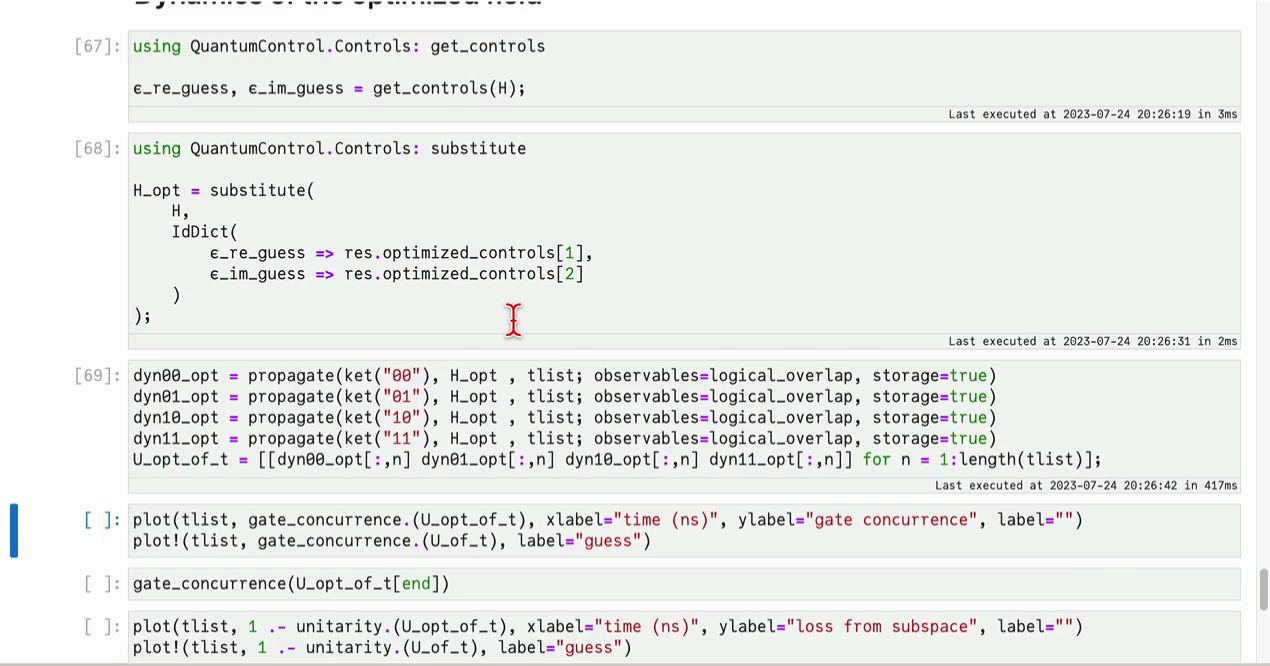 Dynamics of the optimized field
[67]: using QuantumControl.Controls: get_controls
ϵ_re_guess, ϵ_im_guess = get_controls(H);
Last executed at 2023-07-24 20:26:19 in 3ms
[68]: using QuantumControl.Controls: substitute
H_opt = substitute(
    H,
    IdDict(
        ϵ_re_guess => res.optimized_controls[1],
        ϵ_im_guess => res.optimized_controls[2]
    )
);
Last executed at 2023-07-24 20:26:31 in 2ms
[69]: dyn00_opt = propagate(ket("00"), H_opt , tlist; observables=logical_overlap, storage=true)
dyn01_opt = propagate(ket("01"), H_opt , tlist; observables=logical_overlap, storage=true)
dyn10_opt = propagate(ket("10"), H_opt , tlist; observables=logical_overlap, storage=true)
dyn11_opt = propagate(ket("11"), H_opt , tlist; observables=logical_overlap, storage=true)
U_opt_of_t = [[dyn00_opt[:,n] dyn01_opt[:,n] dyn10_opt[:,n] dyn11_opt[:,n]] for n = 1:length(tlist)];
Last executed at 2023-07-24 20:26:42 in 417ms
[ ]: plot(tlist, gate_concurrence.(U_opt_of_t), xlabel="time (ns)", ylabel="gate concurrence", label="")
plot!(tlist, gate_concurrence.(U_of_t), label="guess")
[ ]: gate_concurrence(U_opt_of_t[end])
[ ]: plot(tlist, 1 .- unitarity.(U_opt_of_t), xlabel="time (ns)", ylabel="loss from subspace", label="")
plot!(tlist, 1 .- unitarity.(U_of_t), label="guess")